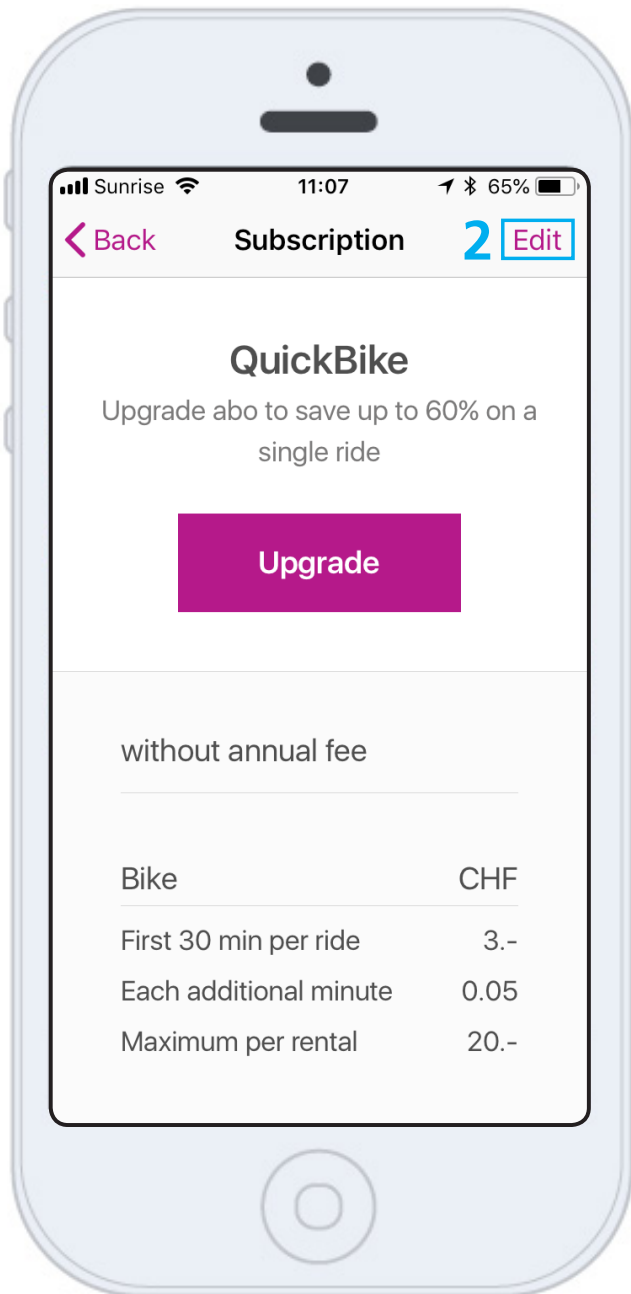 Sunrise 11:07 65%
Back Subscription 2 Edit
QuickBike
Upgrade abo to save up to 60% on a
single ride
Upgrade
without annual fee
Bike CHF
First 30 min per ride 3.-
Each additional minute 0.05
Maximum per rental 20.-